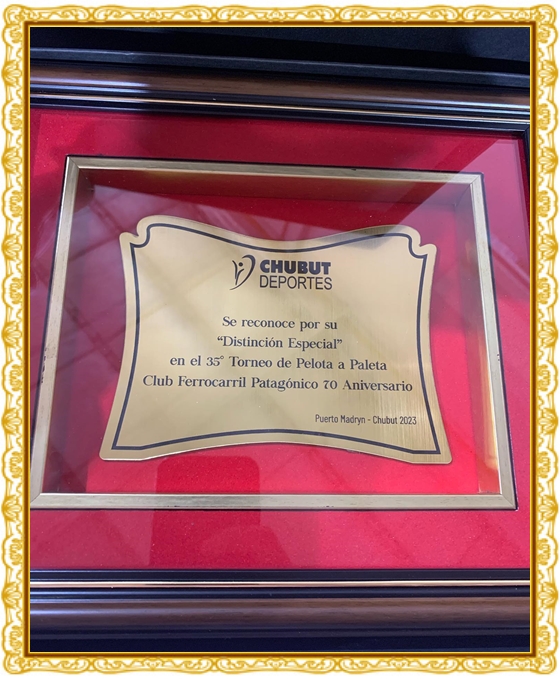 CHUBUT
DEPORTES
Se reconoce por su
“Distinción Especial”
en el 35° Torneo de Pelota a Paleta
Club Ferrocarril Patagónico 70 Aniversario
Puerto Madryn - Chubut 2023